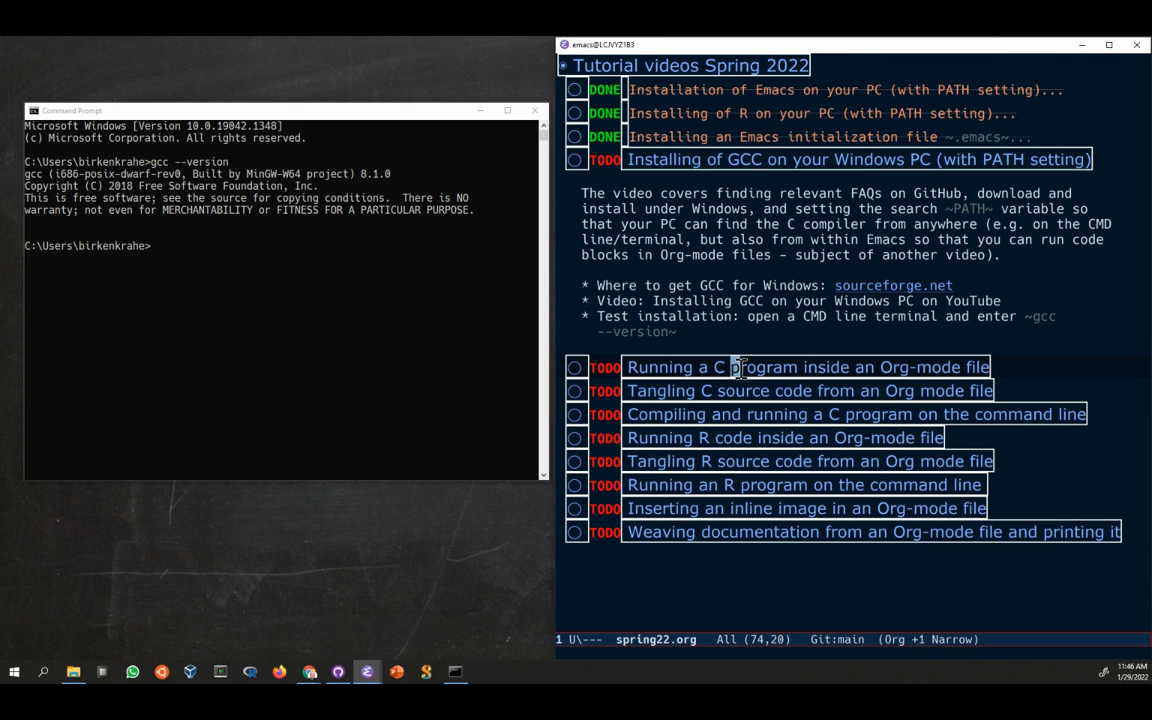 Command Prompt
Microsoft Windows [Version 10.0.19042.1348]
(c) Microsoft Corporation. All rights reserved.
C:\Users\birkenkrahe>gcc --version
gcc (i686-posix-dwarf-rev0, Built by MinGW-W64 project) 8.1.0
Copyright (C) 2018 Free Software Foundation, Inc.
This is free software; see the source for copying conditions.  There is NO
warranty; not even for MERCHANTABILITY or FITNESS FOR A PARTICULAR PURPOSE.
C:\Users\birkenkrahe>
emacs@LCJVYZ1B3
Tutorial videos Spring 2022
DONE Installation of Emacs on your PC (with PATH setting)...
DONE Installing of R on your PC (with PATH setting)...
DONE Installing an Emacs initialization file ~.emacs~...
TODO Installing of GCC on your Windows PC (with PATH setting)
The video covers finding relevant FAQs on GitHub, download and
install under Windows, and setting the search ~PATH~ variable so
that your PC can find the C compiler from anywhere (e.g. on the CMD
line/terminal, but also from within Emacs so that you can run code
blocks in Org-mode files - subject of another video).
* Where to get GCC for Windows: sourceforge.net
* Video: Installing GCC on your Windows PC on YouTube
* Test installation: open a CMD line terminal and enter ~gcc
--version~
TODO Running a C program inside an Org-mode file
TODO Tangling C source code from an Org mode file
TODO Compiling and running a C program on the command line
TODO Running R code inside an Org-mode file
TODO Tangling R source code from an Org mode file
TODO Running an R program on the command line
TODO Inserting an inline image in an Org-mode file
TODO Weaving documentation from an Org-mode file and printing it
1 U\--- spring22.org All (74,20) Git:main (Org +1 Narrow)
11:46 AM
1/29/2022